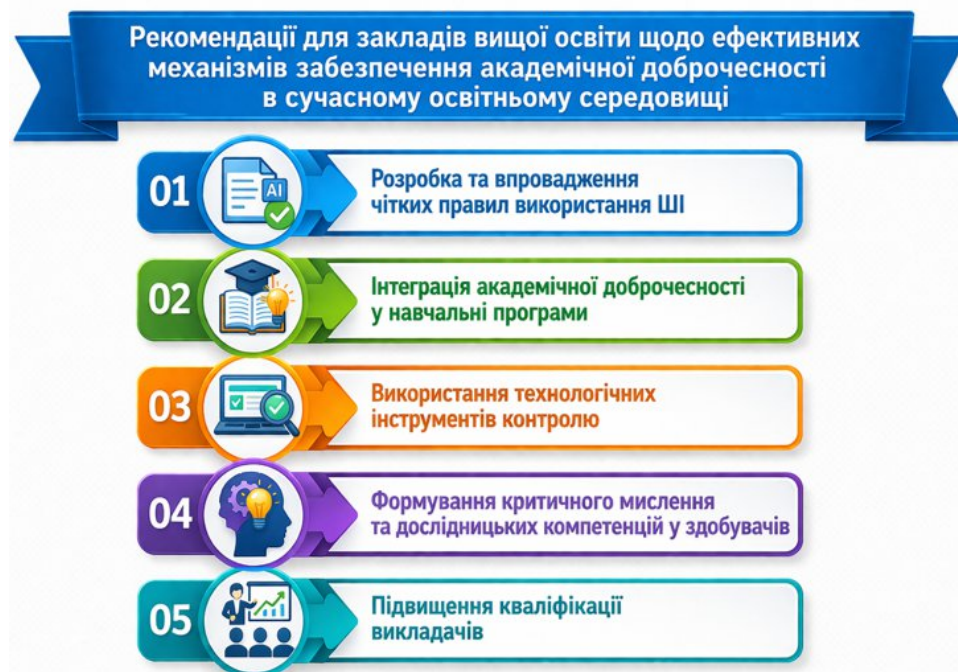 Рекомендації для закладів вищої освіти щодо ефективних
механізмів забезпечення академічної доброчесності
в сучасному освітньому середовищі
01
AI
Розробка та впровадження
чітких правил використання ШІ
02
Інтеграція академічної доброчесності
у навчальні програми
03
Використання технологічних
інструментів контролю
04
Формування критичного мислення
та дослідницьких компетенцій у здобувачів
05
Підвищення кваліфікації
викладачів